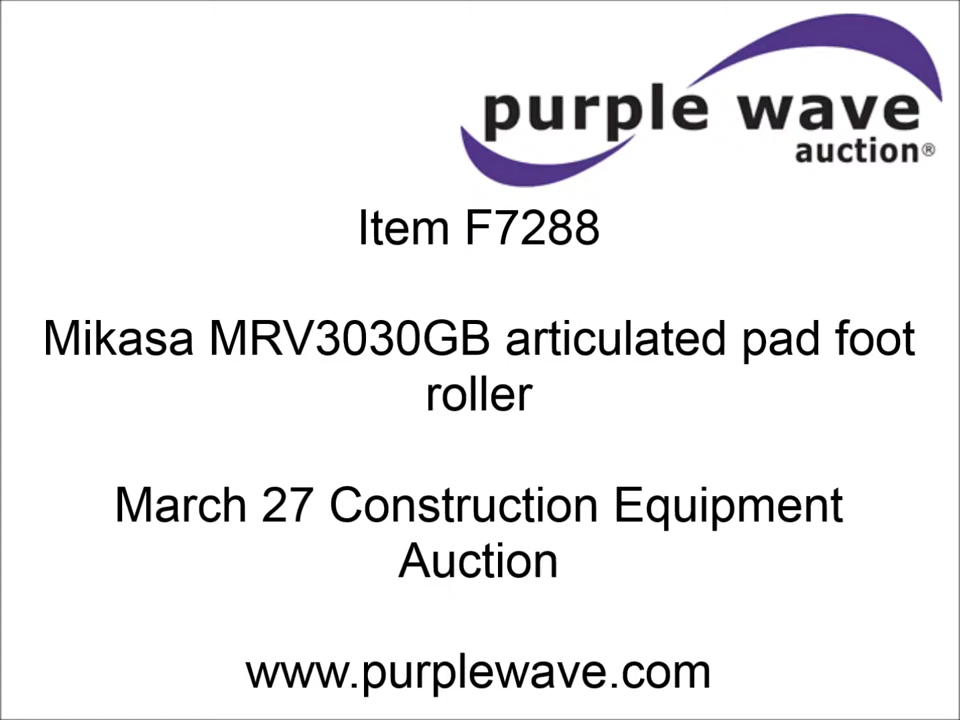 purple wave
auction®
Item F7288
Mikasa MRV3030GB articulated pad foot
roller
March 27 Construction Equipment
Auction
www.purplewave.com